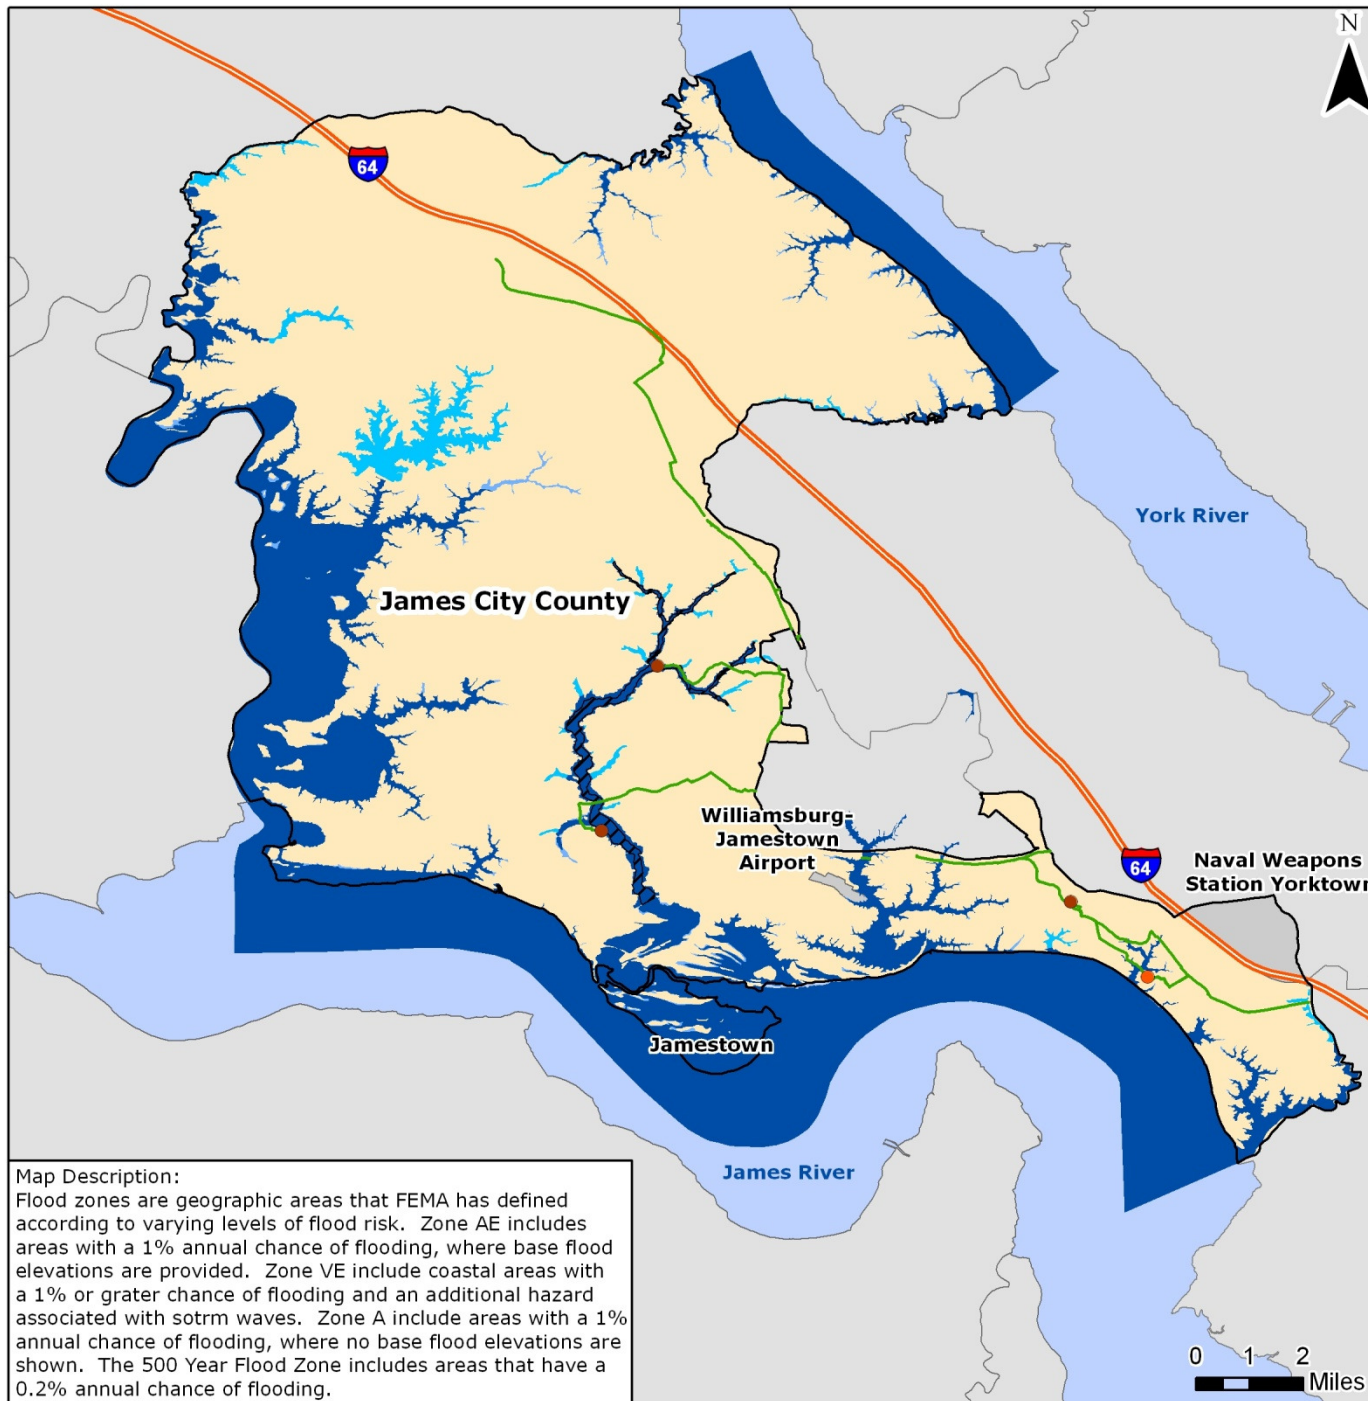 N
64
York River
James City County
Williamsburg-
Jamestown
Airport
64
Naval Weapons
Station Yorktown
Jamestown
James River
Map Description:
Flood zones are geographic areas that FEMA has defined
according to varying levels of flood risk.  Zone AE includes
areas with a 1% annual chance of flooding, where base flood
elevations are provided.  Zone VE include coastal areas with
a 1% or grater chance of flooding and an additional hazard
associated with sotrm waves.  Zone A include areas with a 1%
annual chance of flooding, where no base flood elevations are
shown.  The 500 Year Flood Zone includes areas that have a
0.2% annual chance of flooding.
0 1 2
Miles